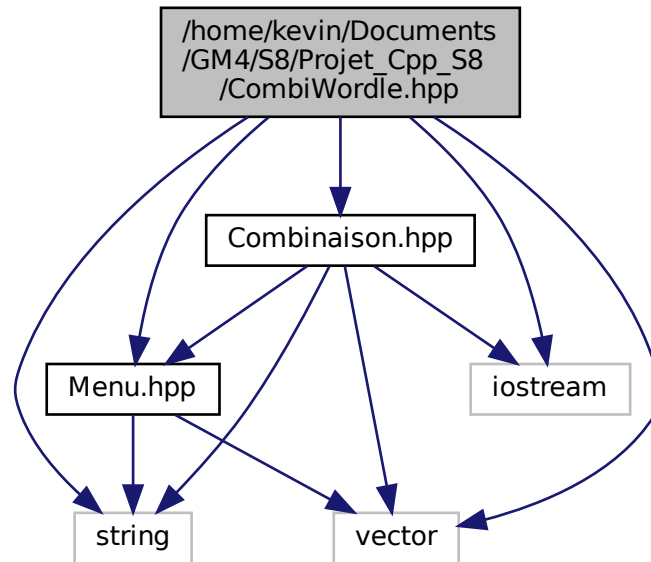 /home/kevin/Documents
/GM4/S8/Projet_Cpp_S8
/CombiWordle.hpp
Combinaison.hpp
Menu.hpp
iostream
string
vector